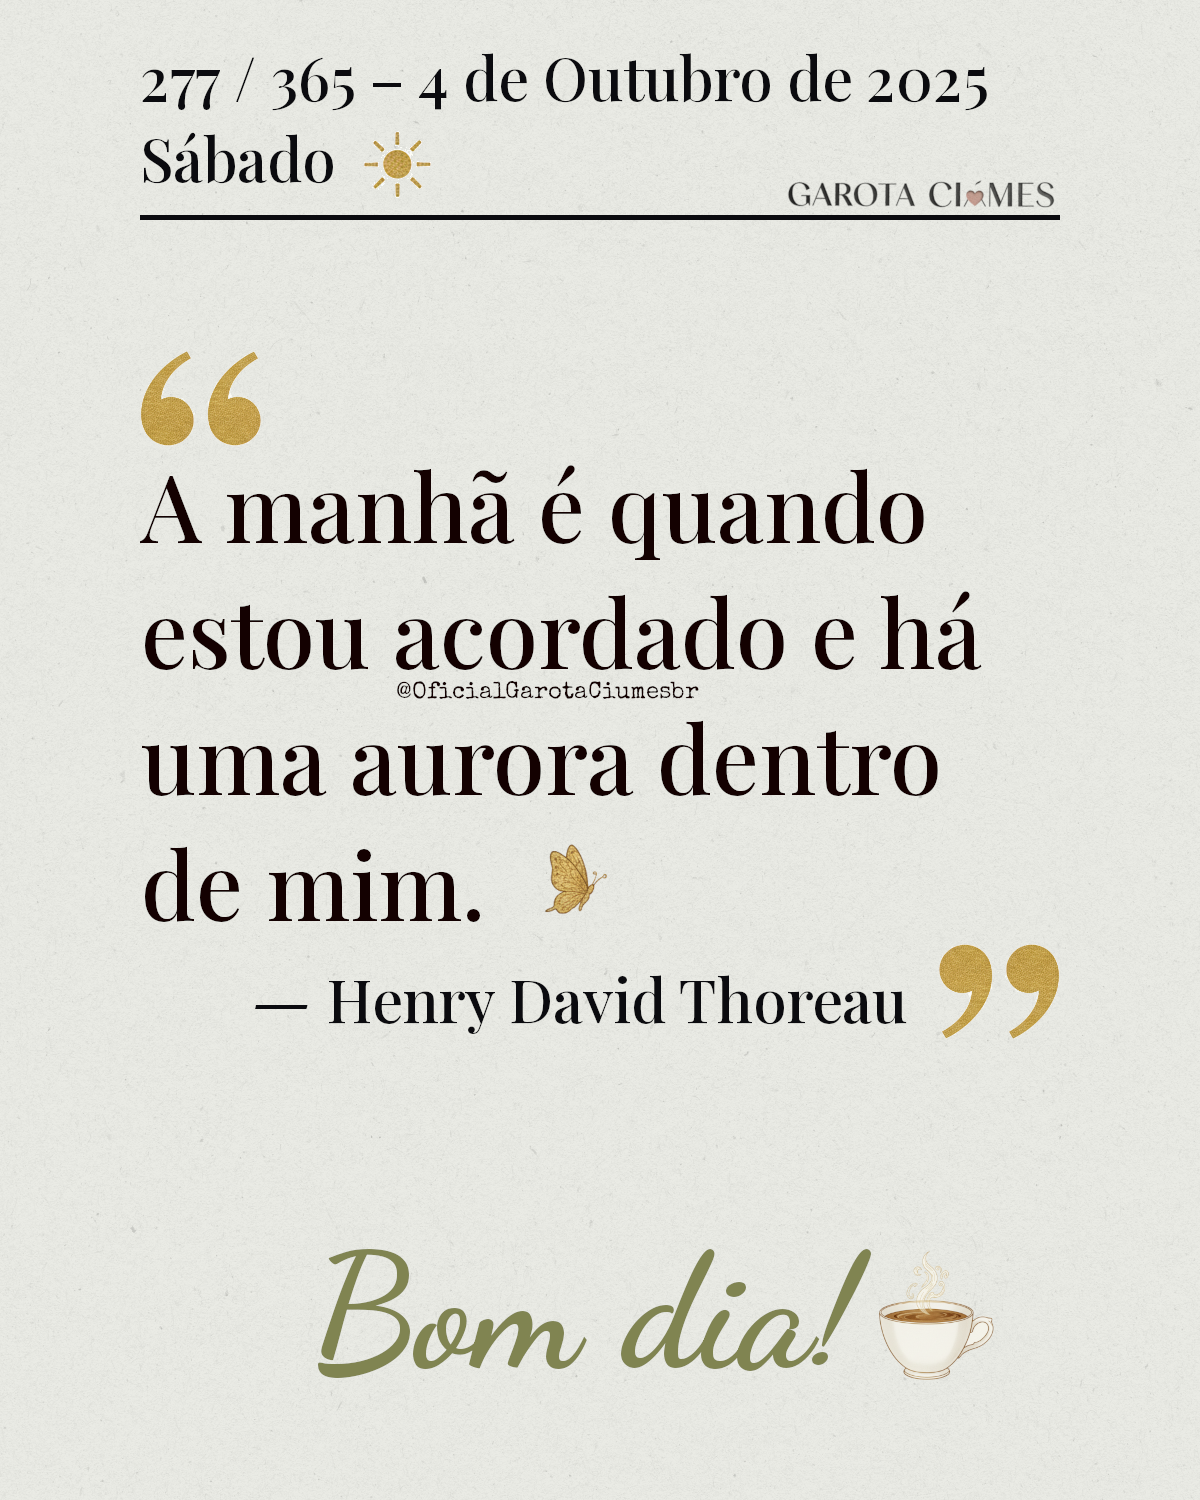 277 / 365 – 4 de Outubro de 2025
Sábado
GAROTA CIÚMES
A manhã é quando
estou acordado e há
@OficialGarotaCiumesbr
uma aurora dentro
de mim.
— Henry David Thoreau
Bom dia!